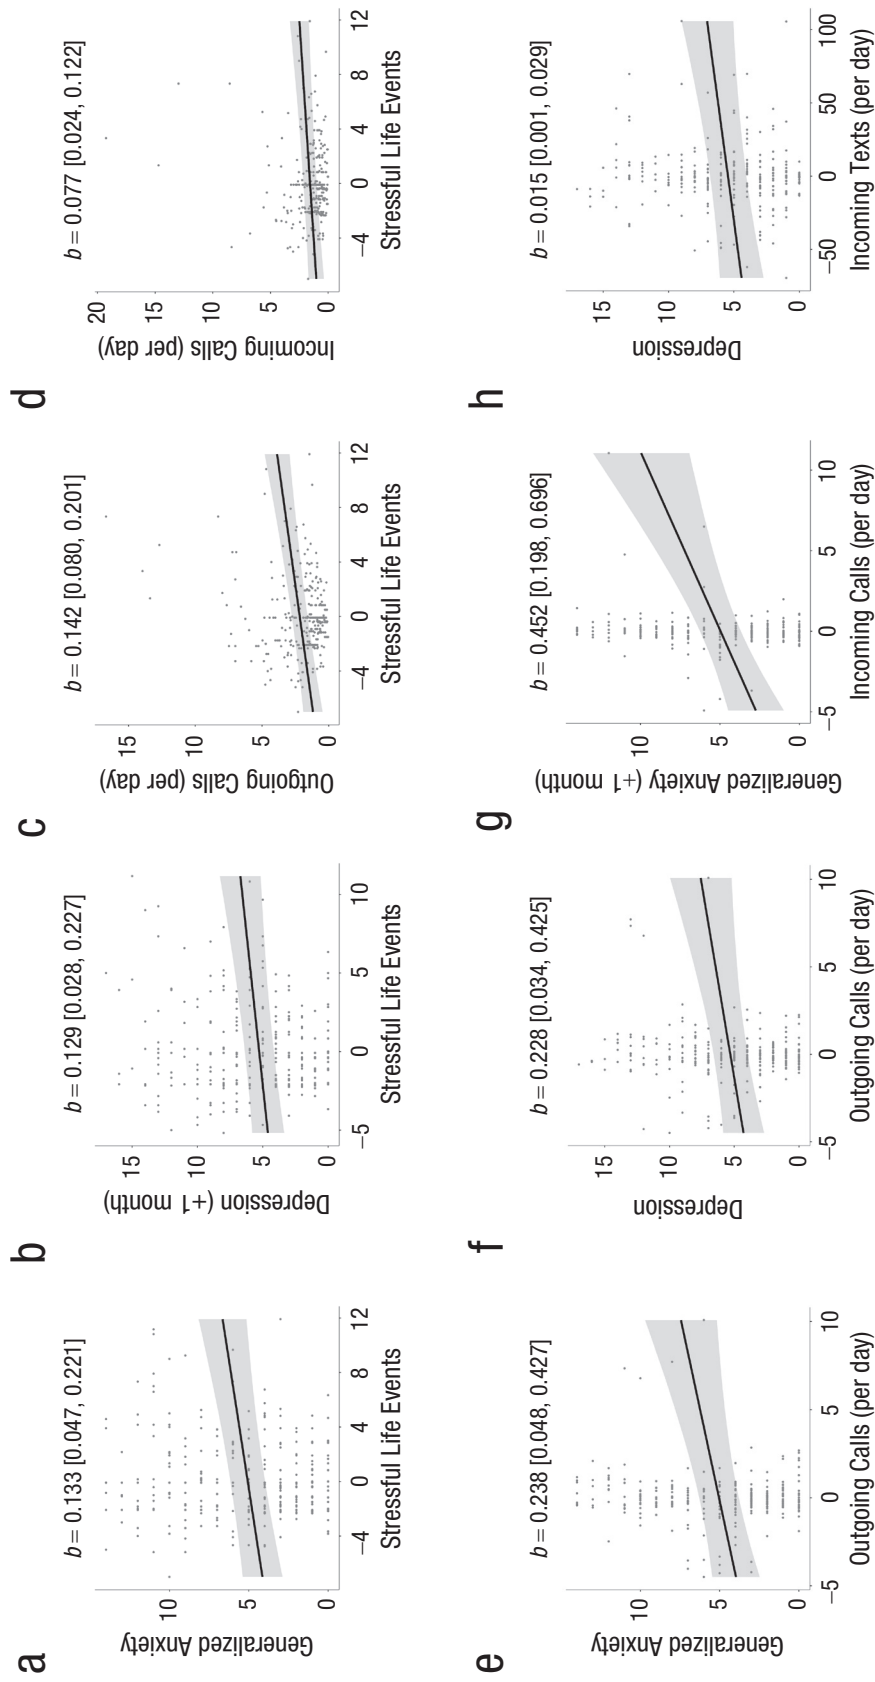 a
b = 0.133 [0.047, 0.221]
Generalized Anxiety
10
5
0
−4
0
4
8
12
Stressful Life Events
b
b = 0.129 [0.028, 0.227]
Depression (+1 month)
15
10
5
0
−5
0
5
10
Stressful Life Events
c
b = 0.142 [0.080, 0.201]
Outgoing Calls (per day)
15
10
5
0
−4
0
4
8
12
Stressful Life Events
d
b = 0.077 [0.024, 0.122]
Incoming Calls (per day)
20
15
10
5
0
−4
0
4
8
12
Stressful Life Events
e
b = 0.238 [0.048, 0.427]
Generalized Anxiety
10
5
0
−5
0
5
10
Outgoing Calls (per day)
f
b = 0.228 [0.034, 0.425]
Depression
15
10
5
0
−5
0
5
10
Outgoing Calls (per day)
g
b = 0.452 [0.198, 0.696]
Generalized Anxiety (+1 month)
10
5
0
−5
0
5
10
Incoming Calls (per day)
h
b = 0.015 [0.001, 0.029]
Depression
15
10
5
0
−50
0
50
100
Incoming Texts (per day)